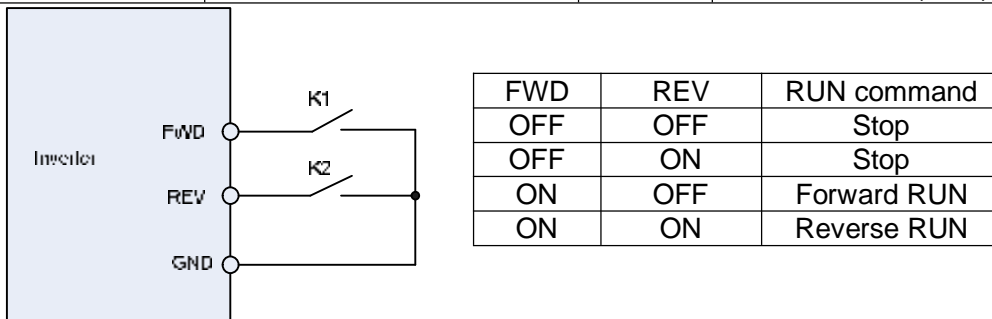 K1
FWD
Inverter
K2
REV
GND
FWD REV RUN command
OFF OFF Stop
OFF ON Stop
ON OFF Forward RUN
ON ON Reverse RUN